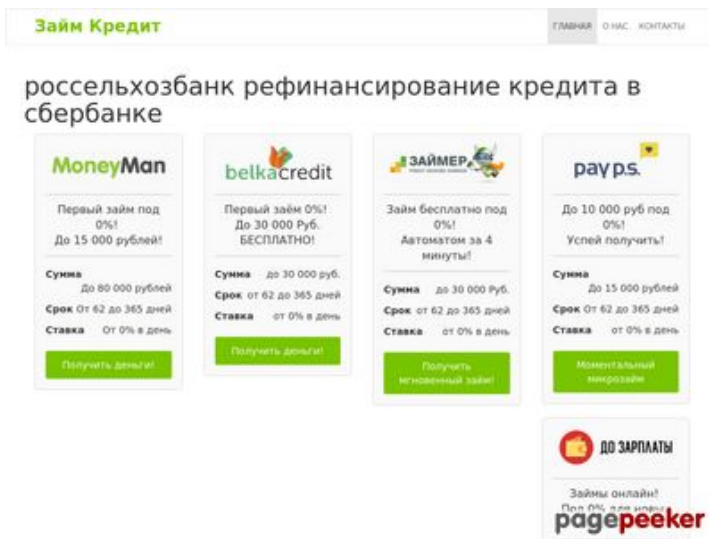 Займ Кредит
ГЛАВНАЯ О НАС КОНТАКТЫ
россельхозбанк рефинансирование кредита в
сбербанке
MoneyMan
Первый займ под
0%!
До 15 000 рублей!
Сумма
До 80 000 рублей
Срок От 62 до 365 дней
Ставка От 0% в день
Получить деньги!
belkacredit
Первый заём 0%!
До 30 000 Руб.
БЕСПЛАТНО!
Сумма до 30 000 руб.
Срок от 62 до 365 дней
Ставка от 0% в день
Получить деньги!
ЗАЙМЕР
Займ бесплатно под
0%!
Автоматом за 4
минуты!
Сумма до 30 000 Руб.
Срок от 62 до 365 дней
Ставка от 0% в день
Получить
мгновенный займ!
pay p.s.
До 10 000 руб под
0%!
Успей получить!
Сумма
До 15 000 рублей
Срок От 62 до 365 дней
Ставка от 0% в день
Моментальный
микрозайм
ДО ЗАРПЛАТЫ
Займы онлайн!
Под 0% для новых
pagepeeker